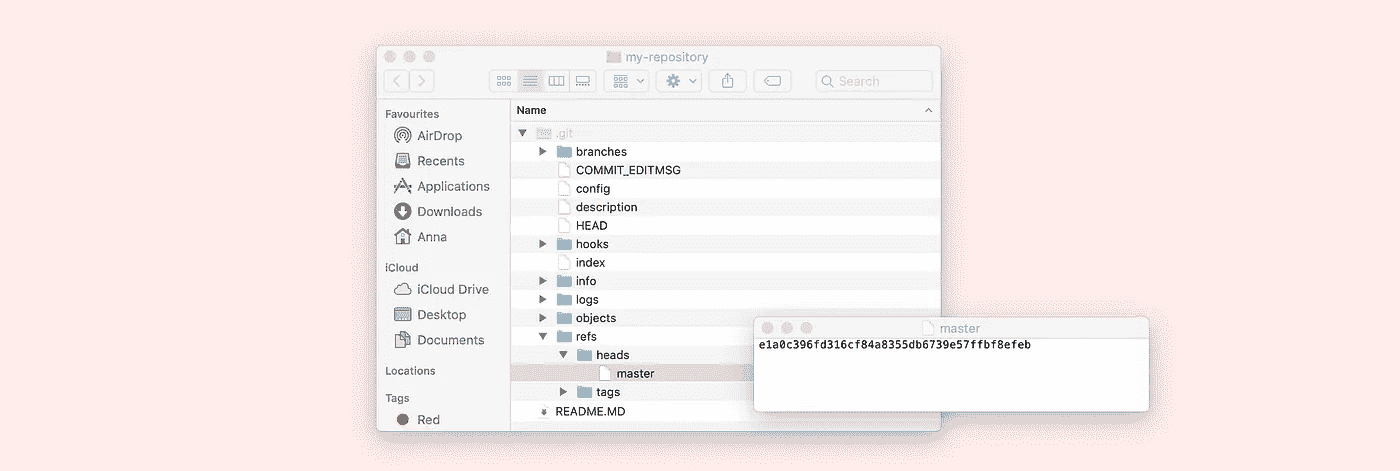 my-repository
Search
Favourites
AirDrop
Recents
Applications
Downloads
Anna
iCloud
iCloud Drive
Desktop
Documents
Locations
Tags
Red
Name
.git
branches
COMMIT_EDITMSG
config
description
HEAD
hooks
index
info
logs
objects
refs
heads
master
tags
README.MD
master
e1a0c396fd316cf84a8355db6739e57ffbf8efeb